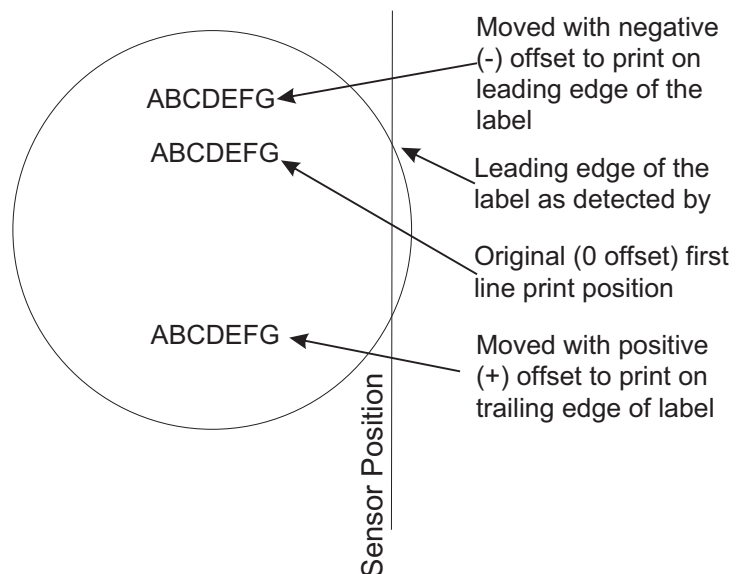 Moved with negative
(-) offset to print on
leading edge of the
label
ABCDEFG
ABCDEFG
Leading edge of the
label as detected by
Original (0 offset) first
line print position
ABCDEFG
Moved with positive
(+) offset to print on
trailing edge of label
Sensor Position